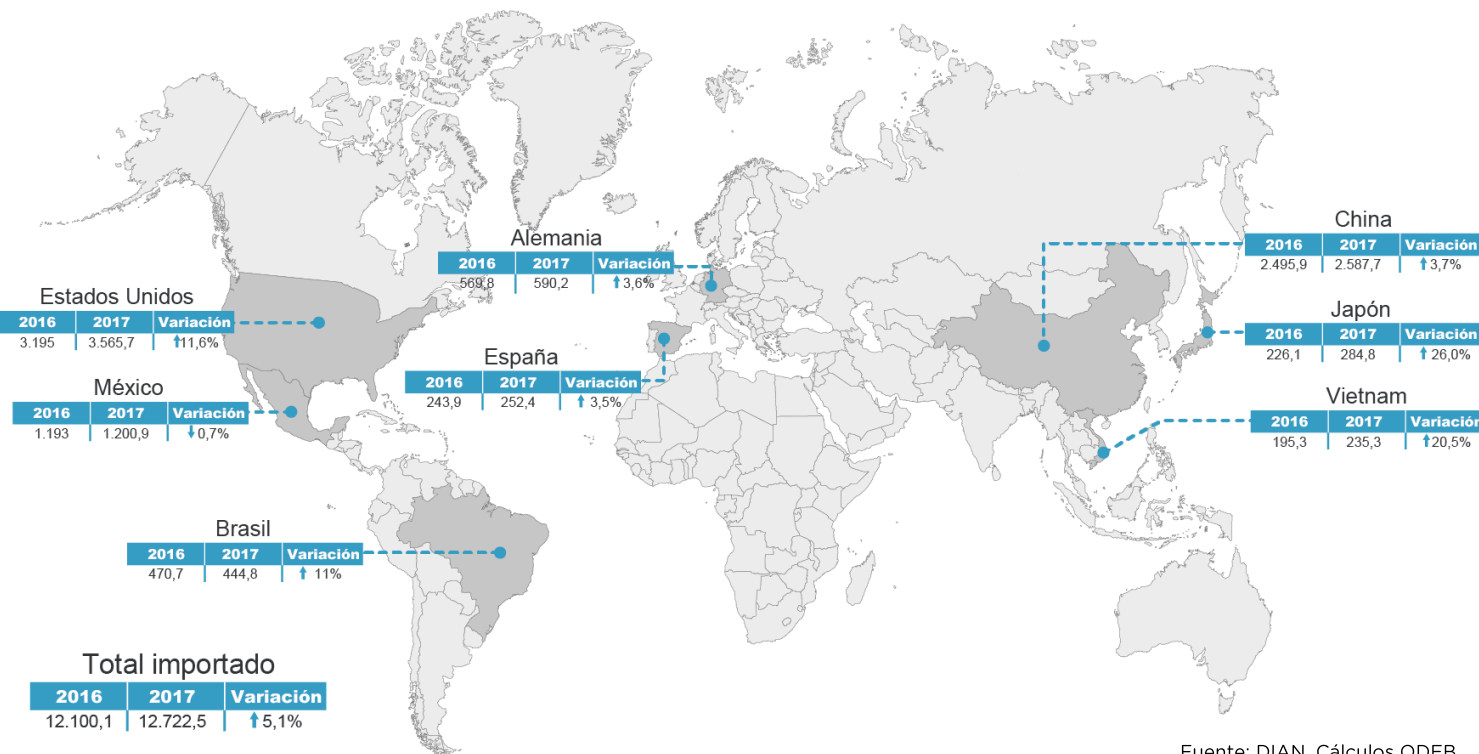 China
2016 2017 Variación
2.495,9 2.587,7 ↑ 3,7%
Alemania
2016 2017 Variación
569,8 590,2 ↑ 3,6%
Estados Unidos
2016 2017 Variación
3.195 3.565,7 ↑11,6%
Japón
2016 2017 Variación
226,1 284,8 ↑ 26,0%
España
2016 2017 Variación
243,9 252,4 ↑ 3,5%
México
2016 2017 Variación
1.193 1.200,9 ↓ 0,7%
Vietnam
2016 2017 Variación
195,3 235,3 ↑20,5%
Brasil
2016 2017 Variación
470,7 444,8 ↑ 11%
Total importado
2016 2017 Variación
12.100,1 12.722,5 ↑ 5,1%
Fuente: DIAN. Cálculos ODEB